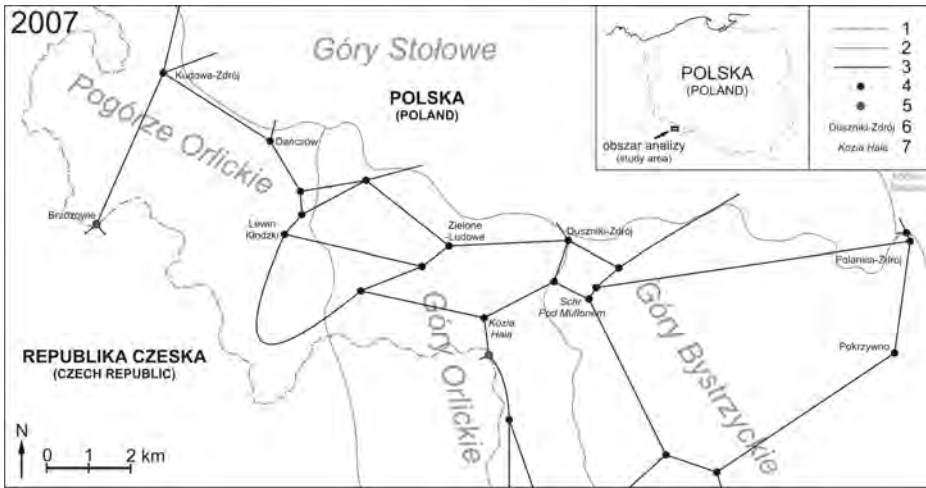 2007
Góry Stołowe
Kudowa-Zdrój
Pogórze Orlickie
POLSKA
(POLAND)
Dańczów
Brzozowie
Lewin
Kłodzki
Zielone
-Ludowe
Duszniki-Zdrój
Polanica-Zdrój
Schr
Pod Muflonem
Kozia
Hala
Góry Orlickie
Góry Bystrzyckie
Pokrzywno
REPUBLIKA CZESKA
(CZECH REPUBLIC)
N
0 1 2 km
POLSKA
(POLAND)
obszar analizy
(study area)
1
2
3
4
5
Duszniki-Zdrój 6
Kozia Hala 7